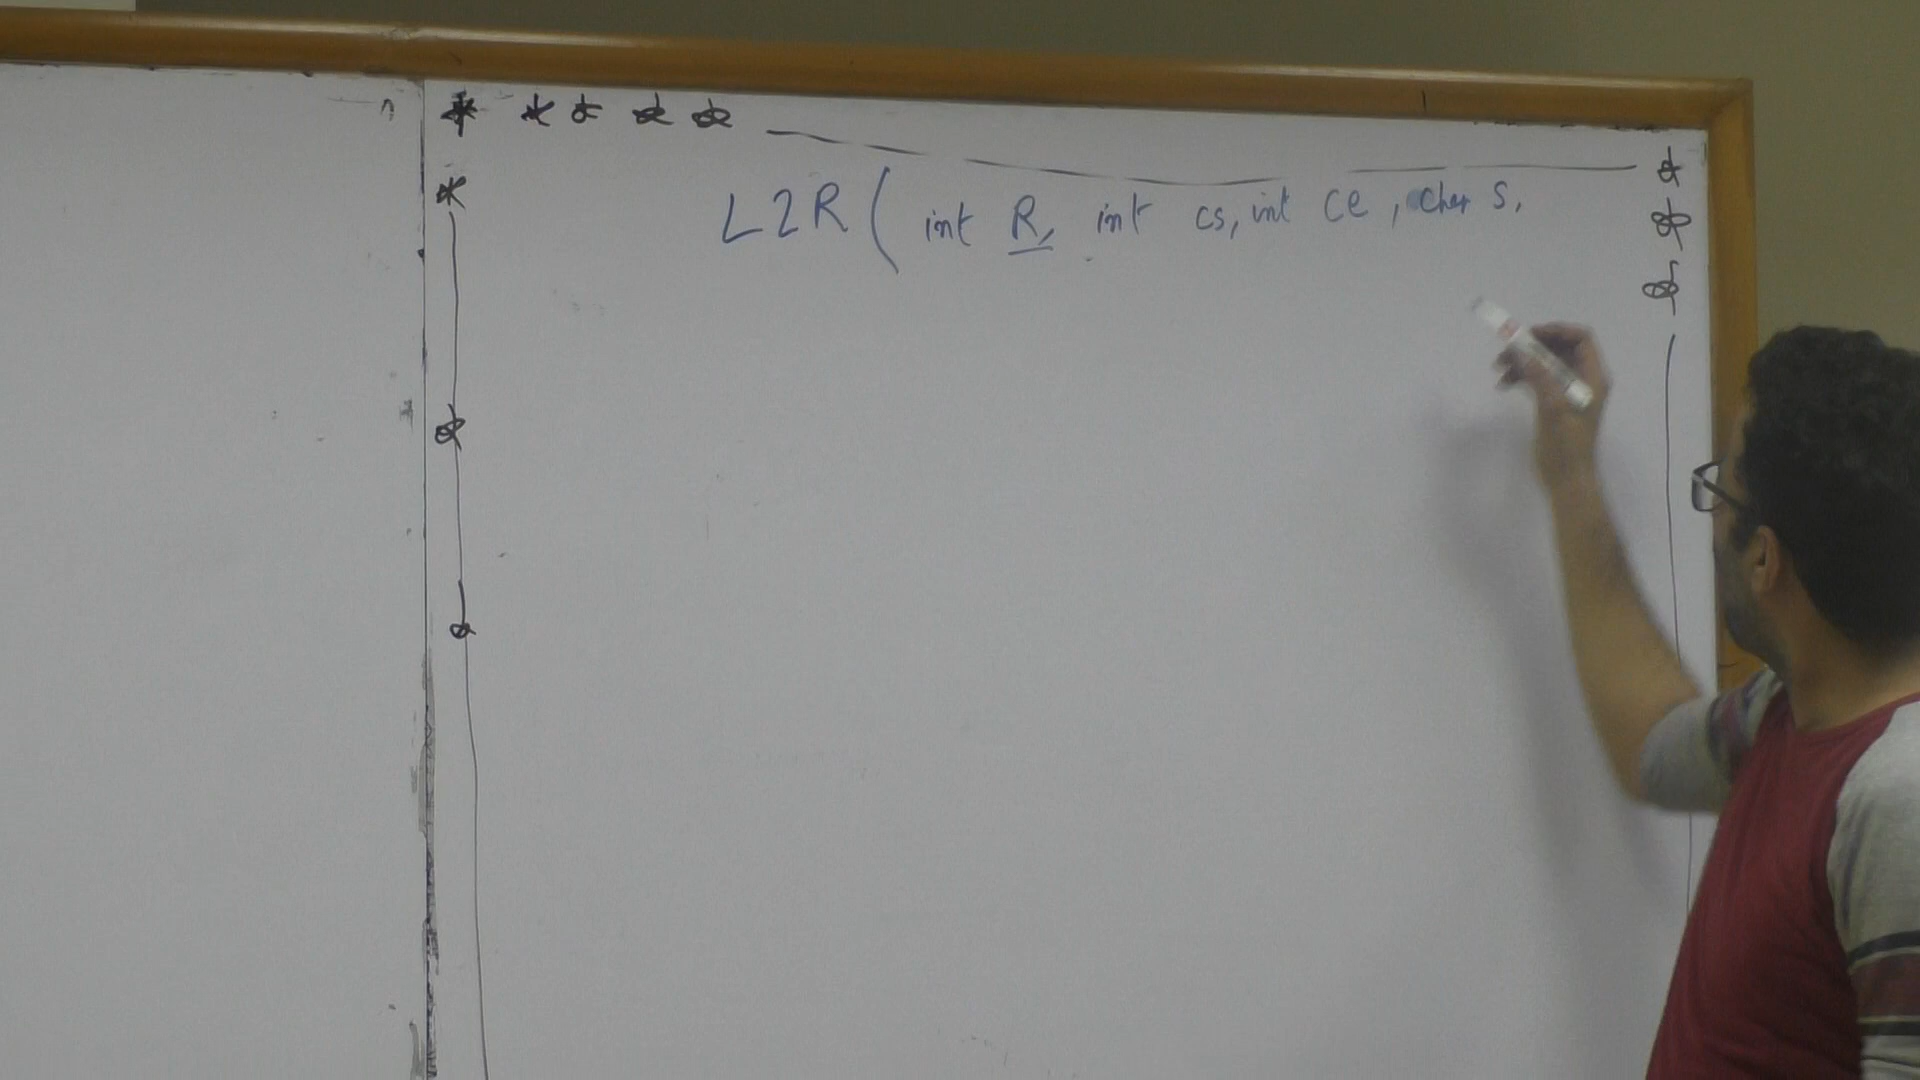 * * * * * *
* L2R ( int R, int cs, int ce, char s,
*
*
*
*